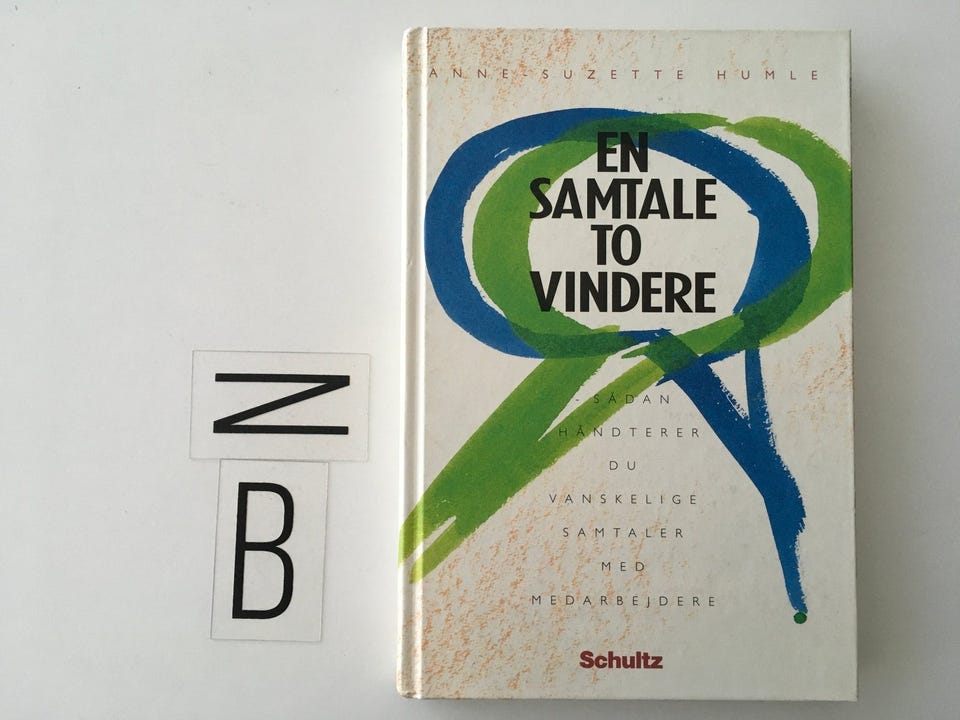 ANNE-SUZETTE HUMLE
EN
SAMTALE
TO
VINDERE
- SÅDAN
HÅNDTERER
DU
VANSKELIGE
SAMTALER
MED
MEDARBEJDERE
Schultz
N
B